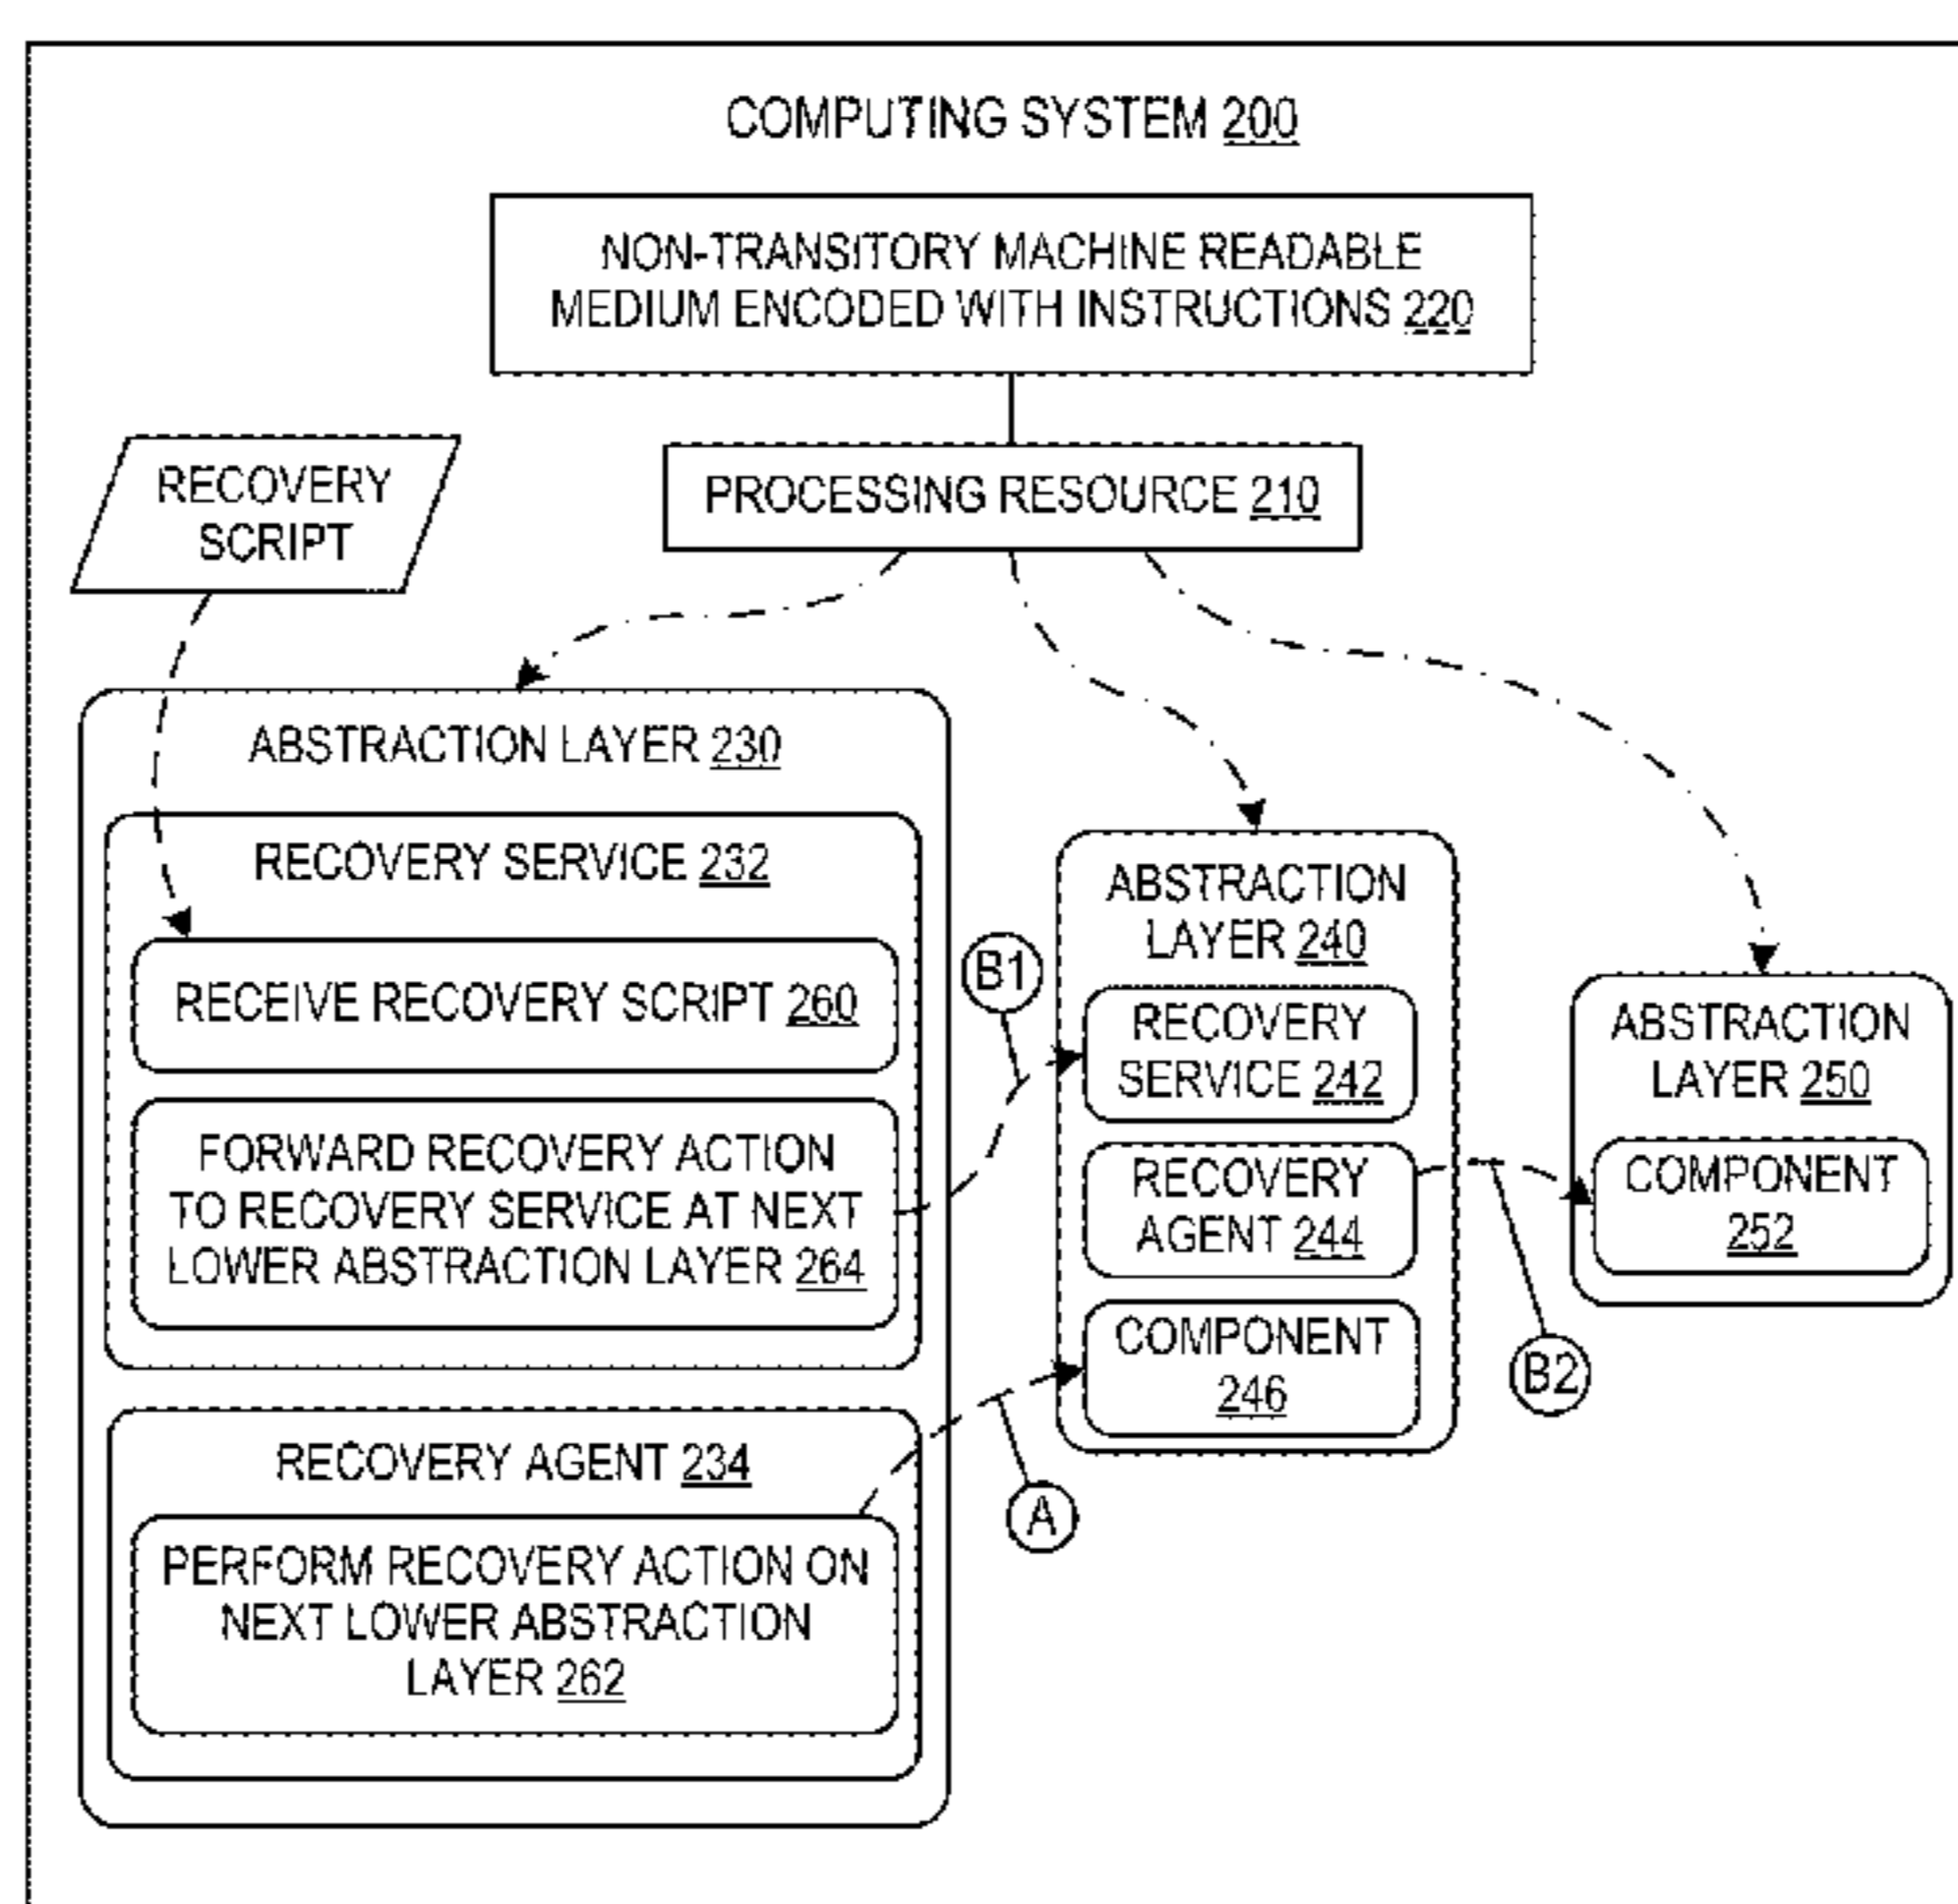 COMPUTING SYSTEM 200
NON-TRANSITORY MACHINE READABLE
MEDIUM ENCODED WITH INSTRUCTIONS 220
RECOVERY
SCRIPT
PROCESSING RESOURCE 210
ABSTRACTION LAYER 230
RECOVERY SERVICE 232
RECEIVE RECOVERY SCRIPT 260
FORWARD RECOVERY ACTION
TO RECOVERY SERVICE AT NEXT
LOWER ABSTRACTION LAYER 264
RECOVERY AGENT 234
PERFORM RECOVERY ACTION ON
NEXT LOWER ABSTRACTION
LAYER 262
B1
A
ABSTRACTION
LAYER 240
RECOVERY
SERVICE 242
RECOVERY
AGENT 244
COMPONENT
246
B2
ABSTRACTION
LAYER 250
COMPONENT
252